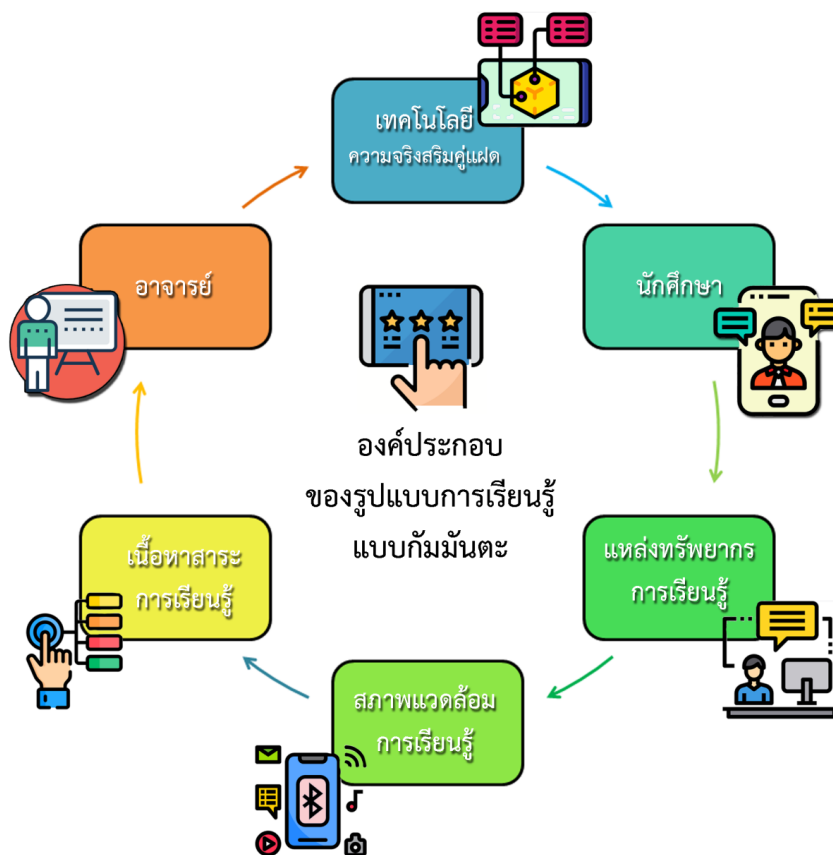 เทคโนโลยี
ความจริงสริมคู่แฝด
นักศึกษา
แหล่งทรัพยากร
การเรียนรู้
สภาพแวดล้อม
การเรียนรู้
เนื้อหาสาระ
การเรียนรู้
อาจารย์
องค์ประกอบ
ของรูปแบบการเรียนรู้
แบบกัมมันตะ